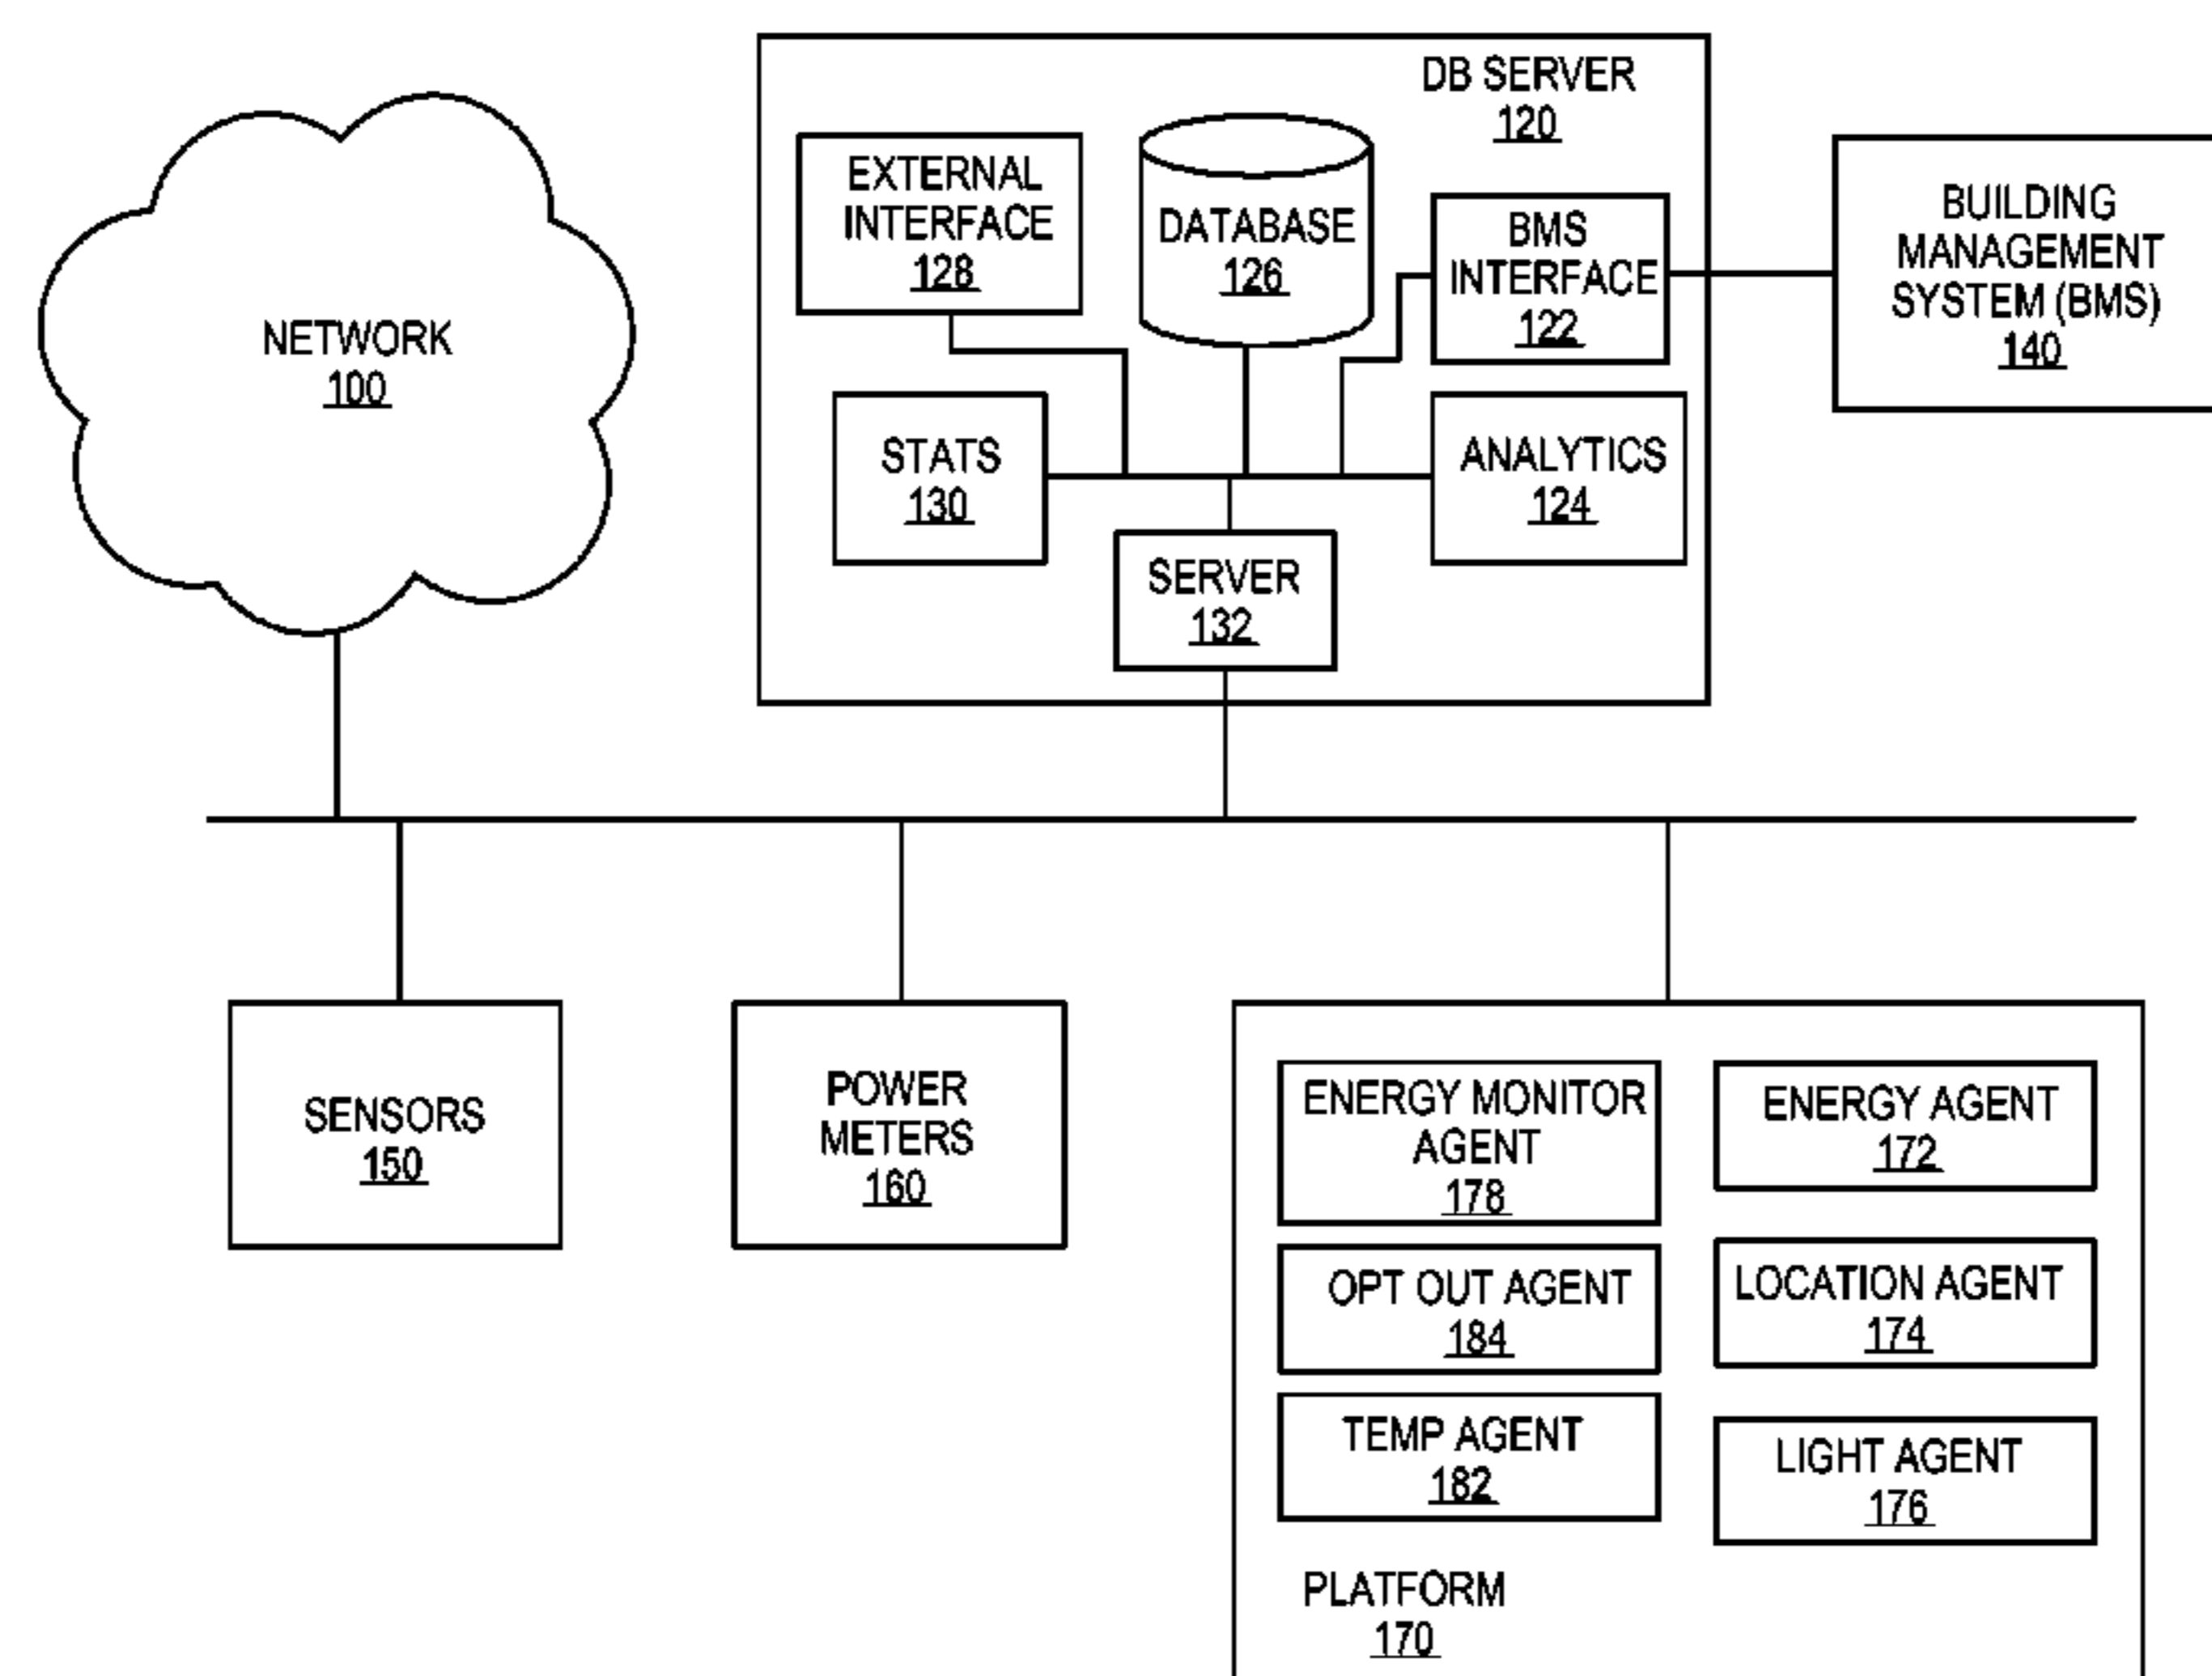 DB SERVER
120
EXTERNAL
INTERFACE
128
DATABASE
126
BMS
INTERFACE
122
BUILDING
MANAGEMENT
SYSTEM (BMS)
140
NETWORK
100
STATS
130
ANALYTICS
124
SERVER
132
SENSORS
150
POWER
METERS
160
ENERGY MONITOR
AGENT
178
ENERGY AGENT
172
OPT OUT AGENT
184
LOCATION AGENT
174
TEMP AGENT
182
LIGHT AGENT
176
PLATFORM
170